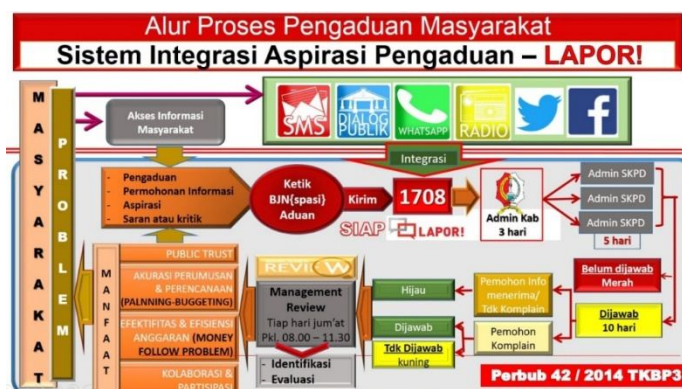 Alur Proses Pengaduan Masyarakat
Sistem Integrasi Aspirasi Pengaduan – LAPOR!
MASYARAKAT
PROBLEM
Akses Informasi
Masyarakat
SMS
DIALOG
PUBLIK
WHATSAPP
RADIO
Integrasi
- Pengaduan
- Permohonan Informasi
- Aspirasi
- Saran atau kritik
Ketik
BJN{spasi}
Aduan
Kirim
1708
SIAP LAPOR!
Admin Kab
3 hari
Admin SKPD
Admin SKPD
Admin SKPD
5 hari
MANFAAT
PUBLIC TRUST
AKURASI PERUMUSAN
& PERENCANAAN
(PALNNING-BUGGETING)
EFEKTIFITAS & EFISIENSI
ANGGARAN (MONEY
FOLLOW PROBLEM)
KOLABORASI &
PARTISIPASI
REVIEW
Management
Review
Tiap hari jum'at
Pkl. 08.00 – 11.30
- Identifikasi
- Evaluasi
Hijau
Dijawab
Tdk Dijawab
kuning
Pemohon Info
menerima/
Tdk Komplain
Pemohon
Komplain
Belum dijawab
Merah
Dijawab
10 hari
Perbub 42 / 2014 TKBP3